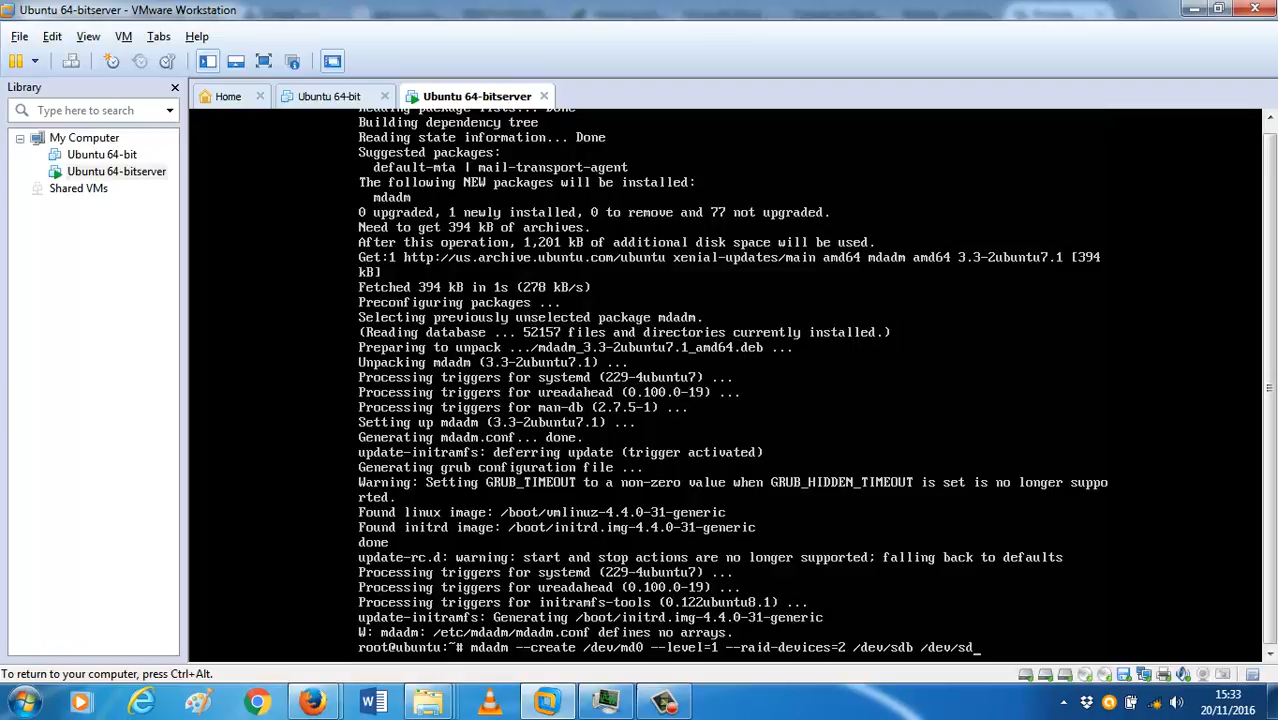 Ubuntu 64-bitserver - VMware Workstation
File Edit View VM Tabs Help
Library
Type here to search
My Computer
Ubuntu 64-bit
Ubuntu 64-bitserver
Shared VMs
Home
Ubuntu 64-bit
Ubuntu 64-bitserver
Reading package lists... Done
Building dependency tree
Reading state information... Done
Suggested packages:
default-mta | mail-transport-agent
The following NEW packages will be installed:
mdadm
0 upgraded, 1 newly installed, 0 to remove and 77 not upgraded.
Need to get 394 kB of archives.
After this operation, 1,201 kB of additional disk space will be used.
Get:1 http://us.archive.ubuntu.com/ubuntu xenial-updates/main amd64 mdadm amd64 3.3-2ubuntu7.1 [394
kB]
Fetched 394 kB in 1s (278 kB/s)
Preconfiguring packages ...
Selecting previously unselected package mdadm.
(Reading database ... 52157 files and directories currently installed.)
Preparing to unpack .../mdadm_3.3-2ubuntu7.1_amd64.deb ...
Unpacking mdadm (3.3-2ubuntu7.1) ...
Processing triggers for systemd (229-4ubuntu7) ...
Processing triggers for ureadahead (0.100.0-19) ...
Processing triggers for man-db (2.7.5-1) ...
Setting up mdadm (3.3-2ubuntu7.1) ...
Generating mdadm.conf... done.
update-initramfs: deferring update (trigger activated)
Generating grub configuration file ...
Warning: Setting GRUB_TIMEOUT to a non-zero value when GRUB_HIDDEN_TIMEOUT is set is no longer suppo
rted.
Found linux image: /boot/vmlinuz-4.4.0-31-generic
Found initrd image: /boot/initrd.img-4.4.0-31-generic
done
update-rc.d: warning: start and stop actions are no longer supported; falling back to defaults
Processing triggers for systemd (229-4ubuntu7) ...
Processing triggers for ureadahead (0.100.0-19) ...
Processing triggers for initramfs-tools (0.122ubuntu8.1) ...
update-initramfs: Generating /boot/initrd.img-4.4.0-31-generic
W: mdadm: /etc/mdadm/mdadm.conf defines no arrays.
root@ubuntu:~# mdadm --create /dev/md0 --level=1 --raid-devices=2 /dev/sdb /dev/sd_
To return to your computer, press Ctrl+Alt.
15:33
20/11/2016